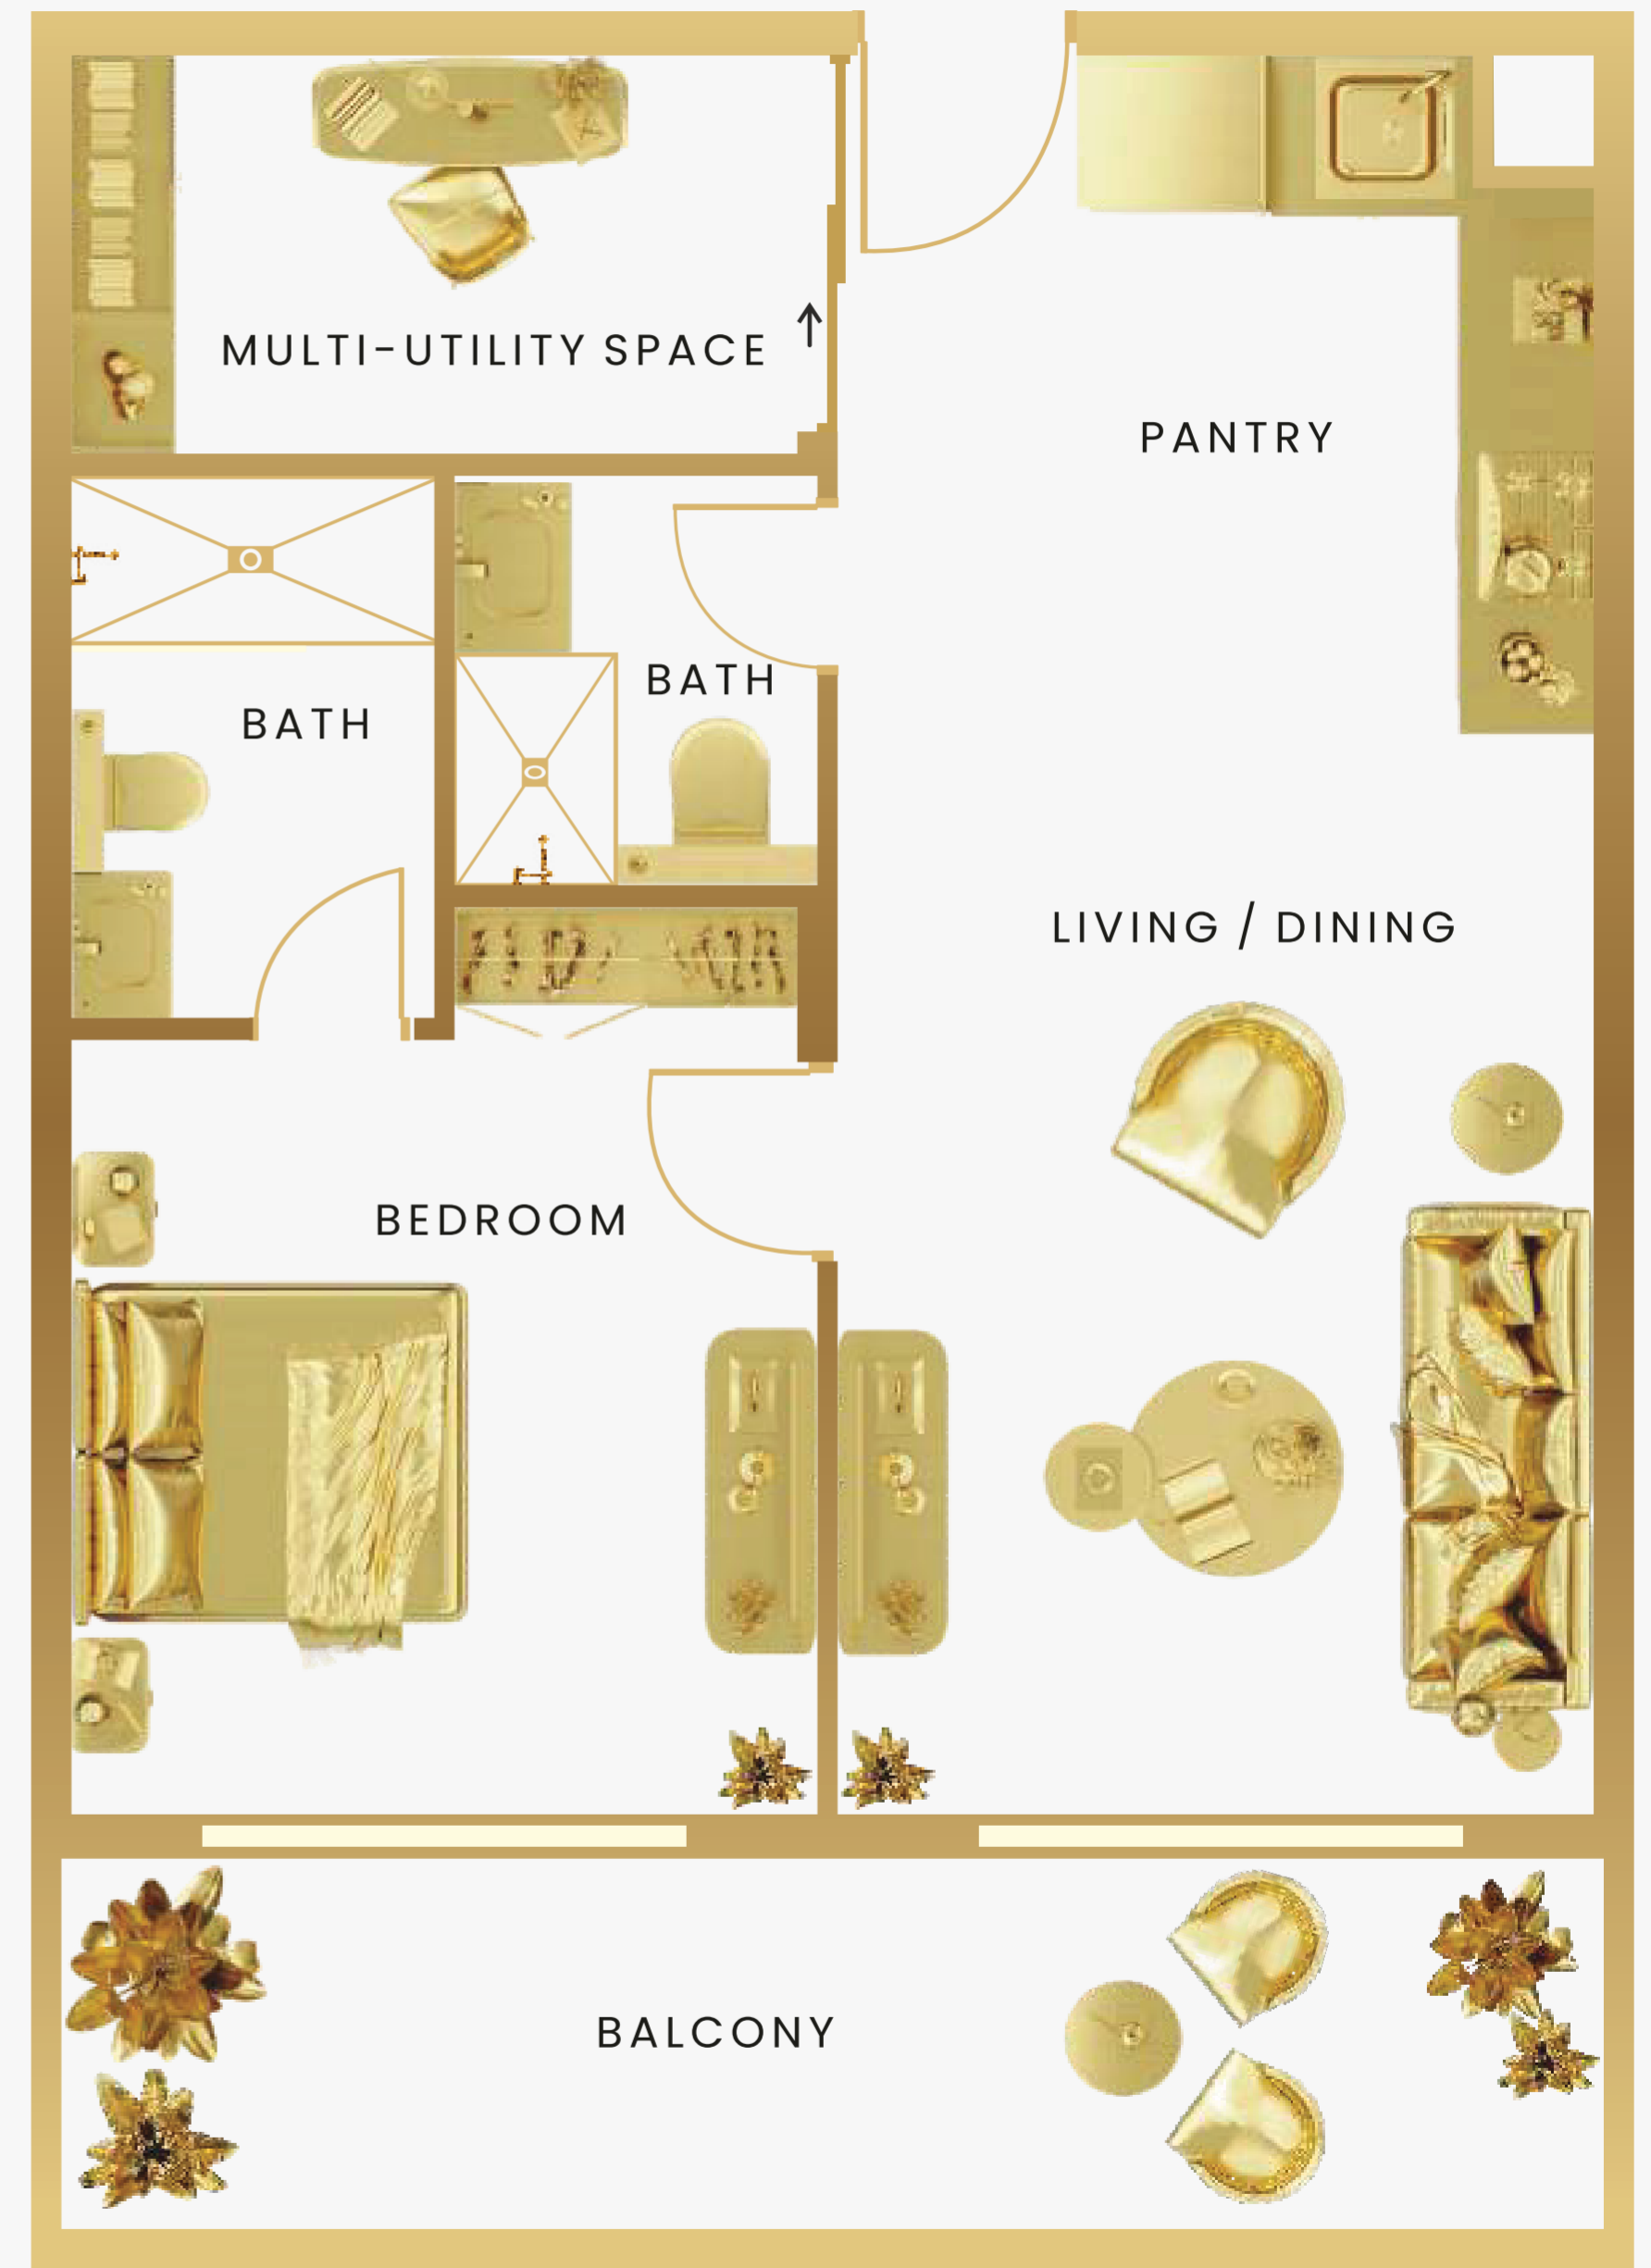 MULTI-UTILITY SPACE
PANTRY
BATH
BATH
LIVING / DINING
BEDROOM
BALCONY